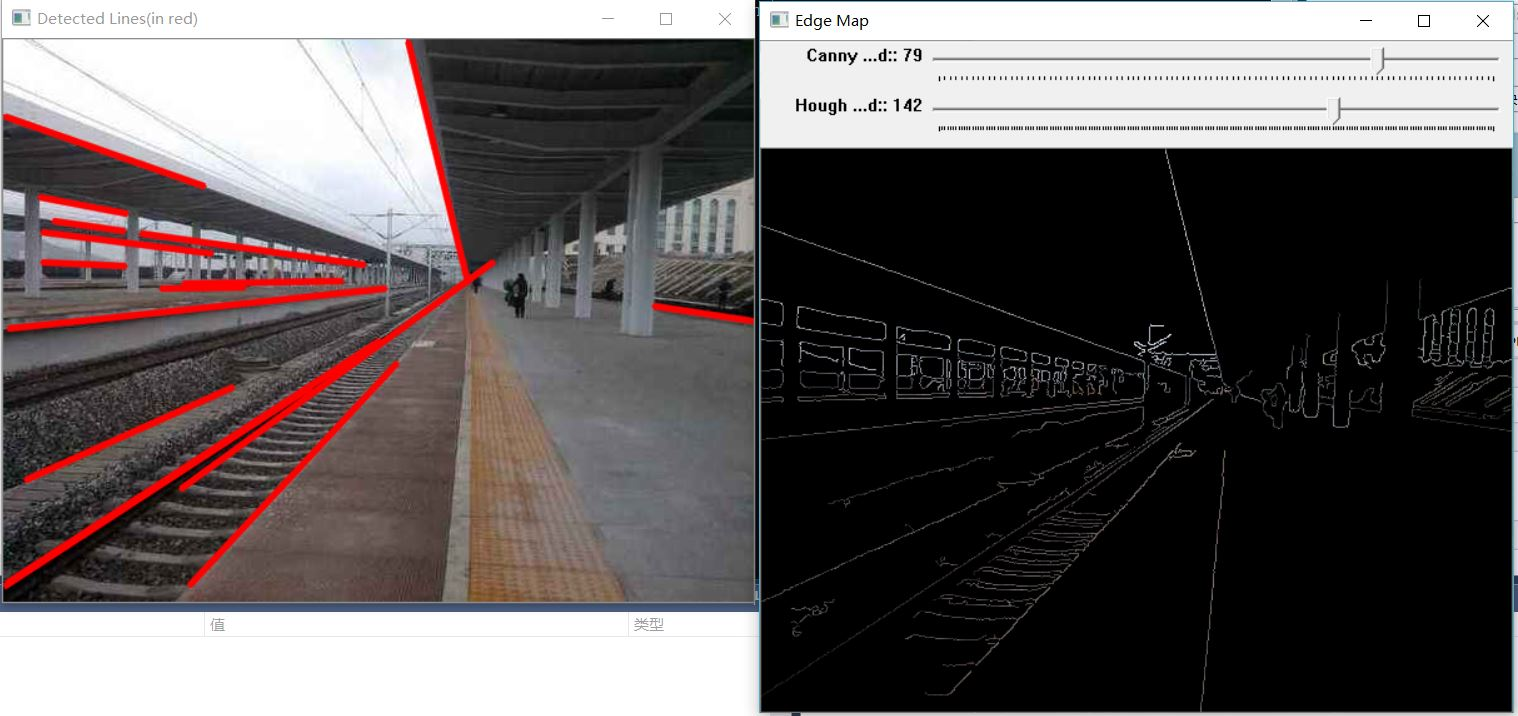 Detected Lines(in red)
Edge Map
Canny ...d:: 79
Hough ...d:: 142
值
类型